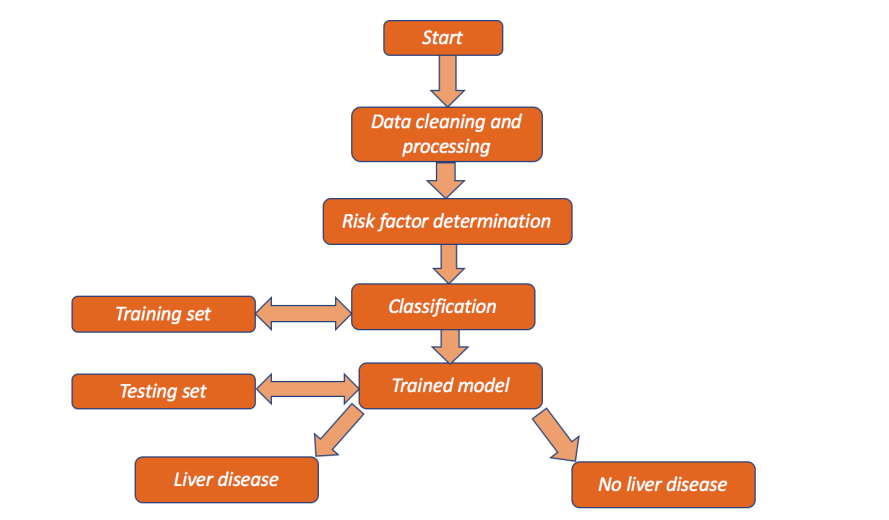 Start
Data cleaning and
processing
Risk factor determination
Classification
Training set
Trained model
Testing set
Liver disease
No liver disease